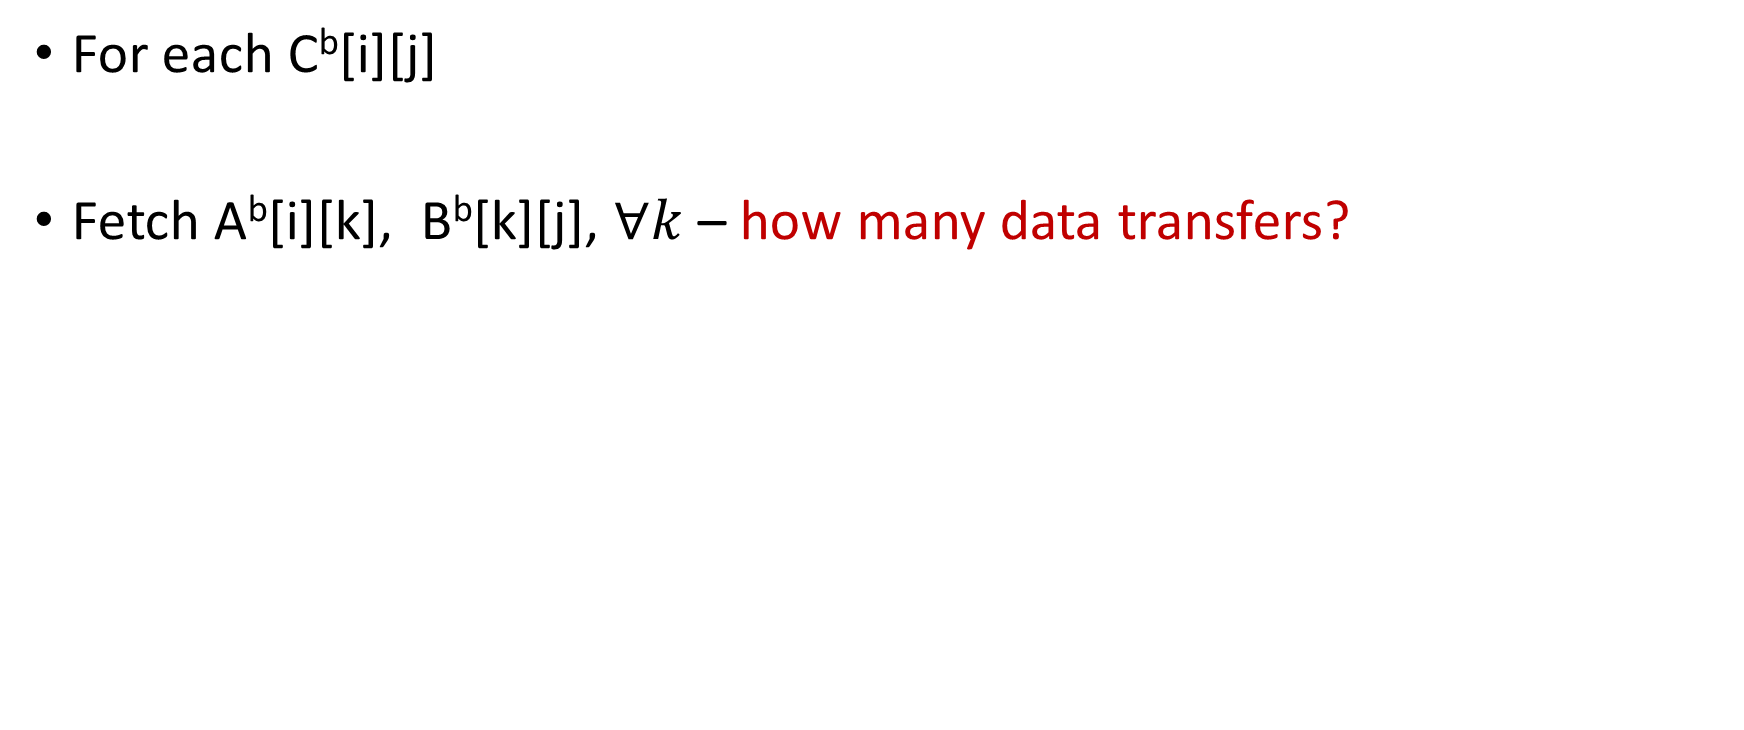 • For each Cᵇ[i][j]
• Fetch Aᵇ[i][k], Bᵇ[k][j], ∀𝑘 – how many data transfers?